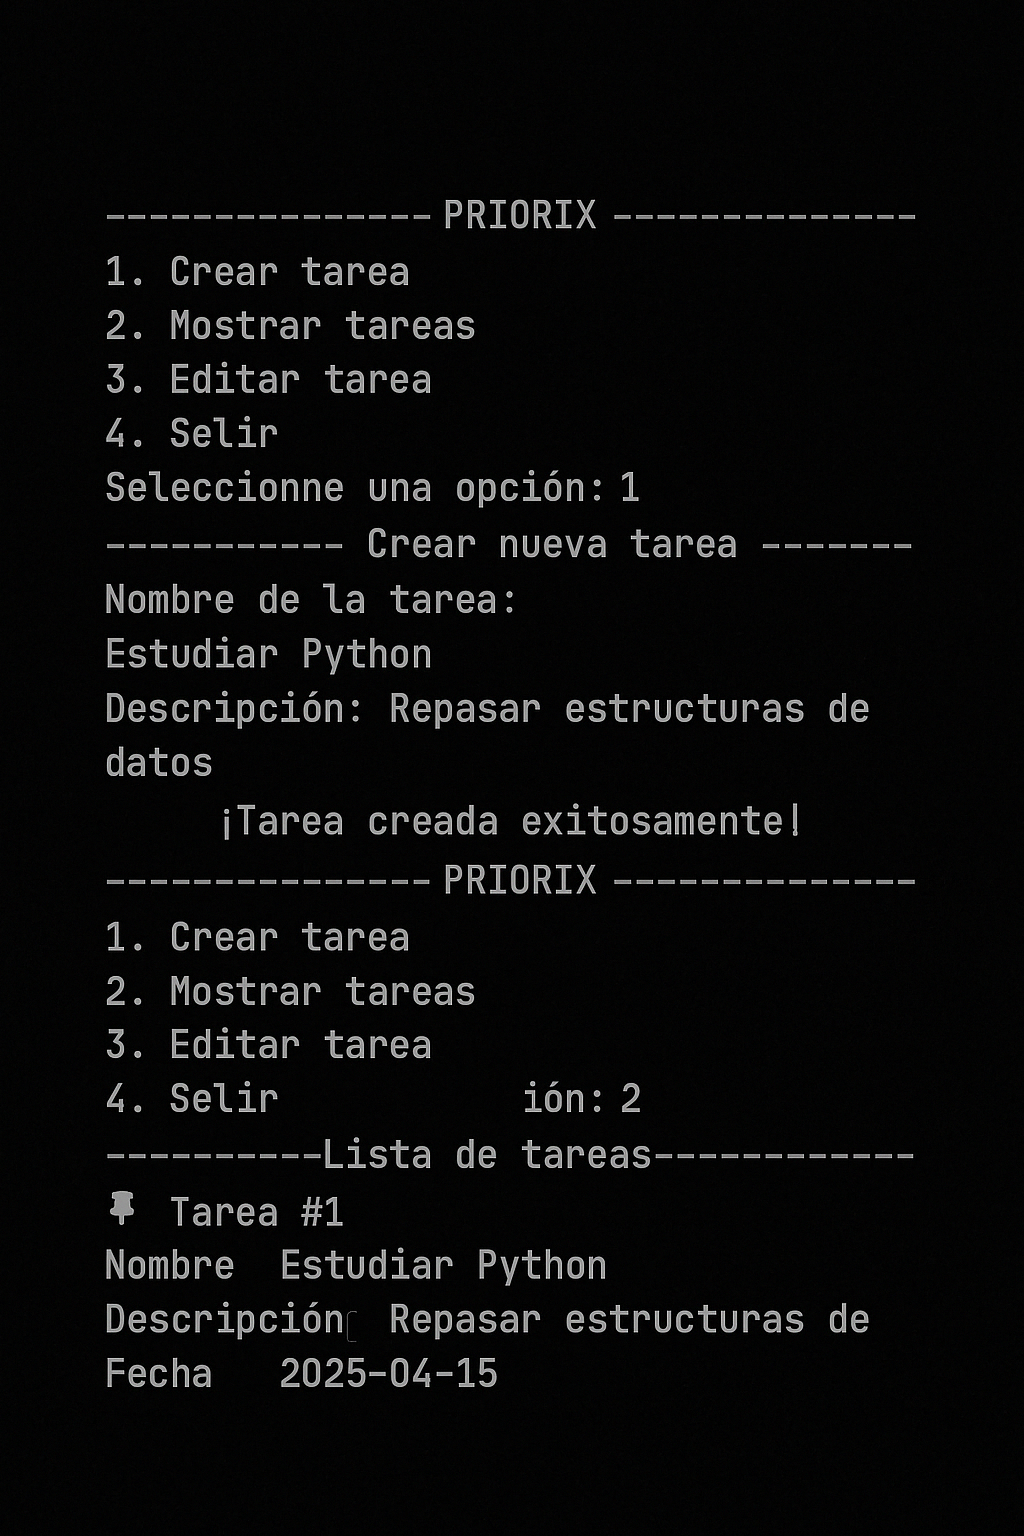 --------------- PRIORIX --------------
1. Crear tarea
2. Mostrar tareas
3. Editar tarea
4. Selir
Seleccionne una opción: 1
----------- Crear nueva tarea -------
Nombre de la tarea:
Estudiar Python
Descripción: Repasar estructuras de
datos
¡Tarea creada exitosamente!
--------------- PRIORIX --------------
1. Crear tarea
2. Mostrar tareas
3. Editar tarea
4. Selir ión: 2
----------Lista de tareas------------
📌 Tarea #1
Nombre Estudiar Python
Descripción Repasar estructuras de
Fecha 2025-04-15